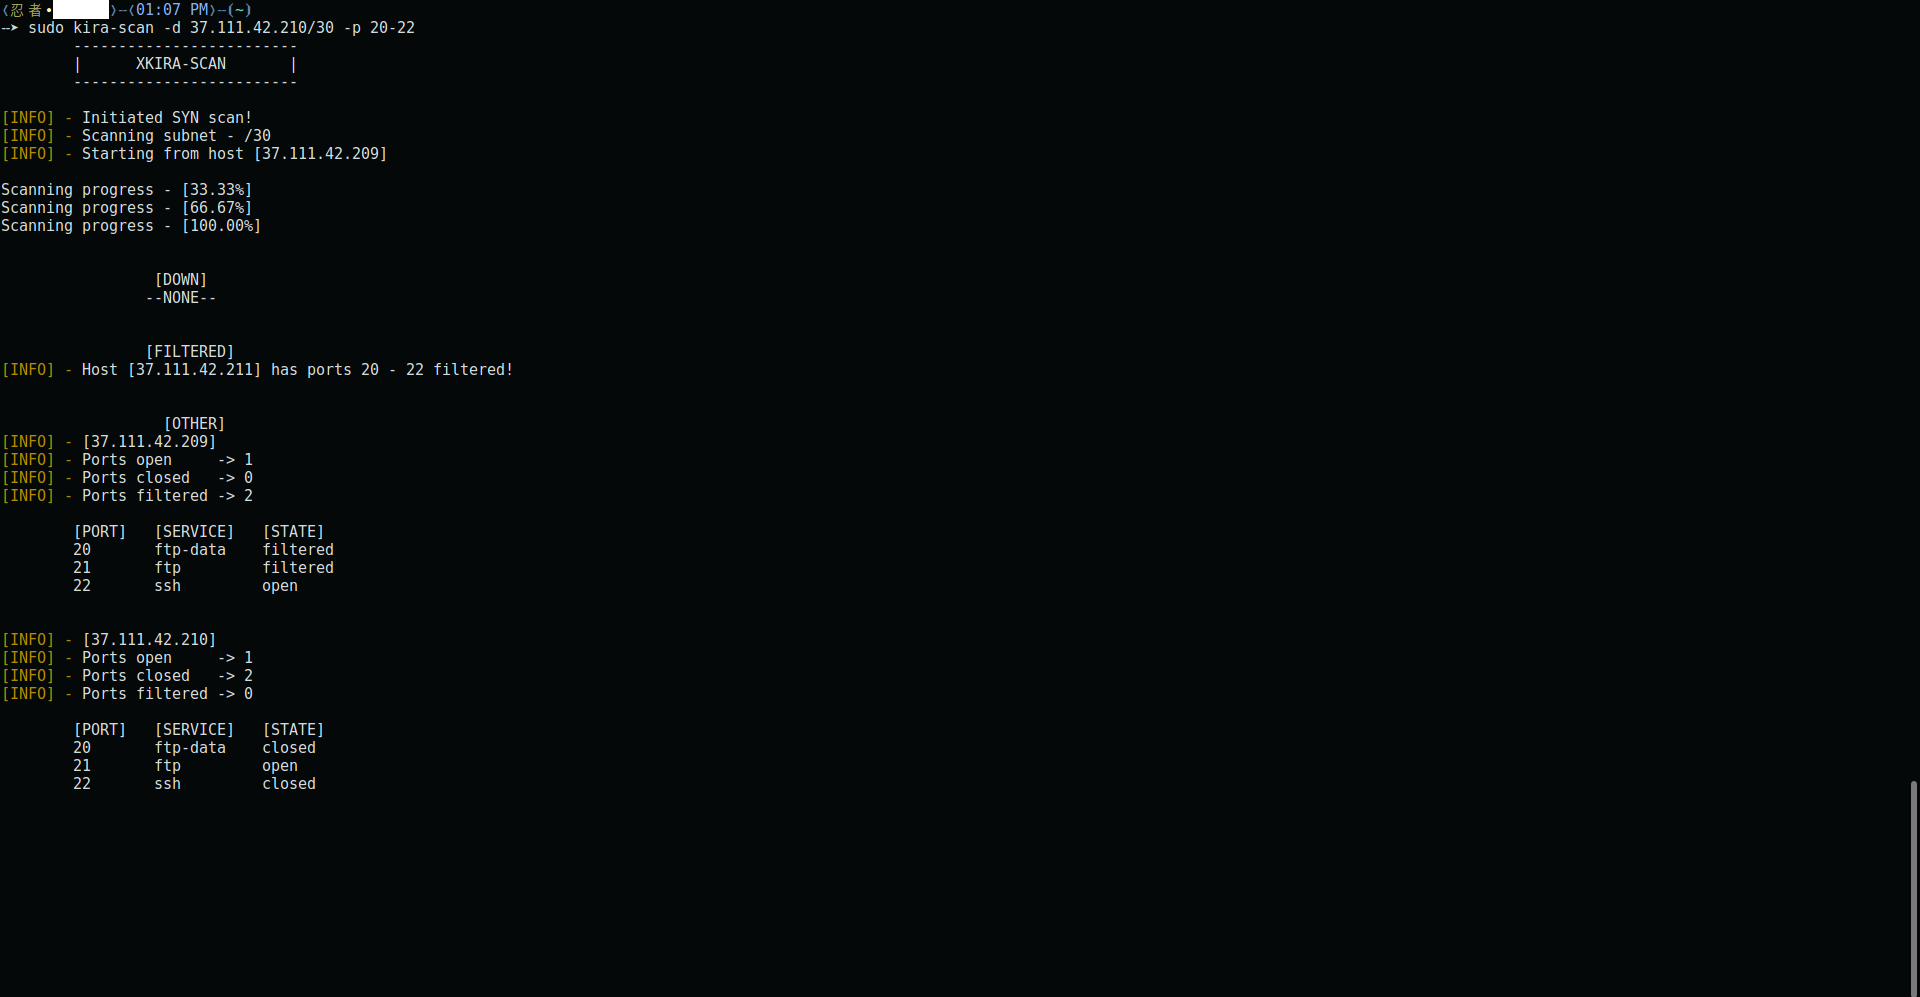 ⟨忍者• ⟩─⟨01:07 PM⟩─(~)
─➤ sudo kira-scan -d 37.111.42.210/30 -p 20-22
-------------------------
| XKIRA-SCAN |
-------------------------
[INFO] - Initiated SYN scan!
[INFO] - Scanning subnet - /30
[INFO] - Starting from host [37.111.42.209]
Scanning progress - [33.33%]
Scanning progress - [66.67%]
Scanning progress - [100.00%]
[DOWN]
--NONE--
[FILTERED]
[INFO] - Host [37.111.42.211] has ports 20 - 22 filtered!
[OTHER]
[INFO] - [37.111.42.209]
[INFO] - Ports open -> 1
[INFO] - Ports closed -> 0
[INFO] - Ports filtered -> 2
[PORT] [SERVICE] [STATE]
20 ftp-data filtered
21 ftp filtered
22 ssh open
[INFO] - [37.111.42.210]
[INFO] - Ports open -> 1
[INFO] - Ports closed -> 2
[INFO] - Ports filtered -> 0
[PORT] [SERVICE] [STATE]
20 ftp-data closed
21 ftp open
22 ssh closed